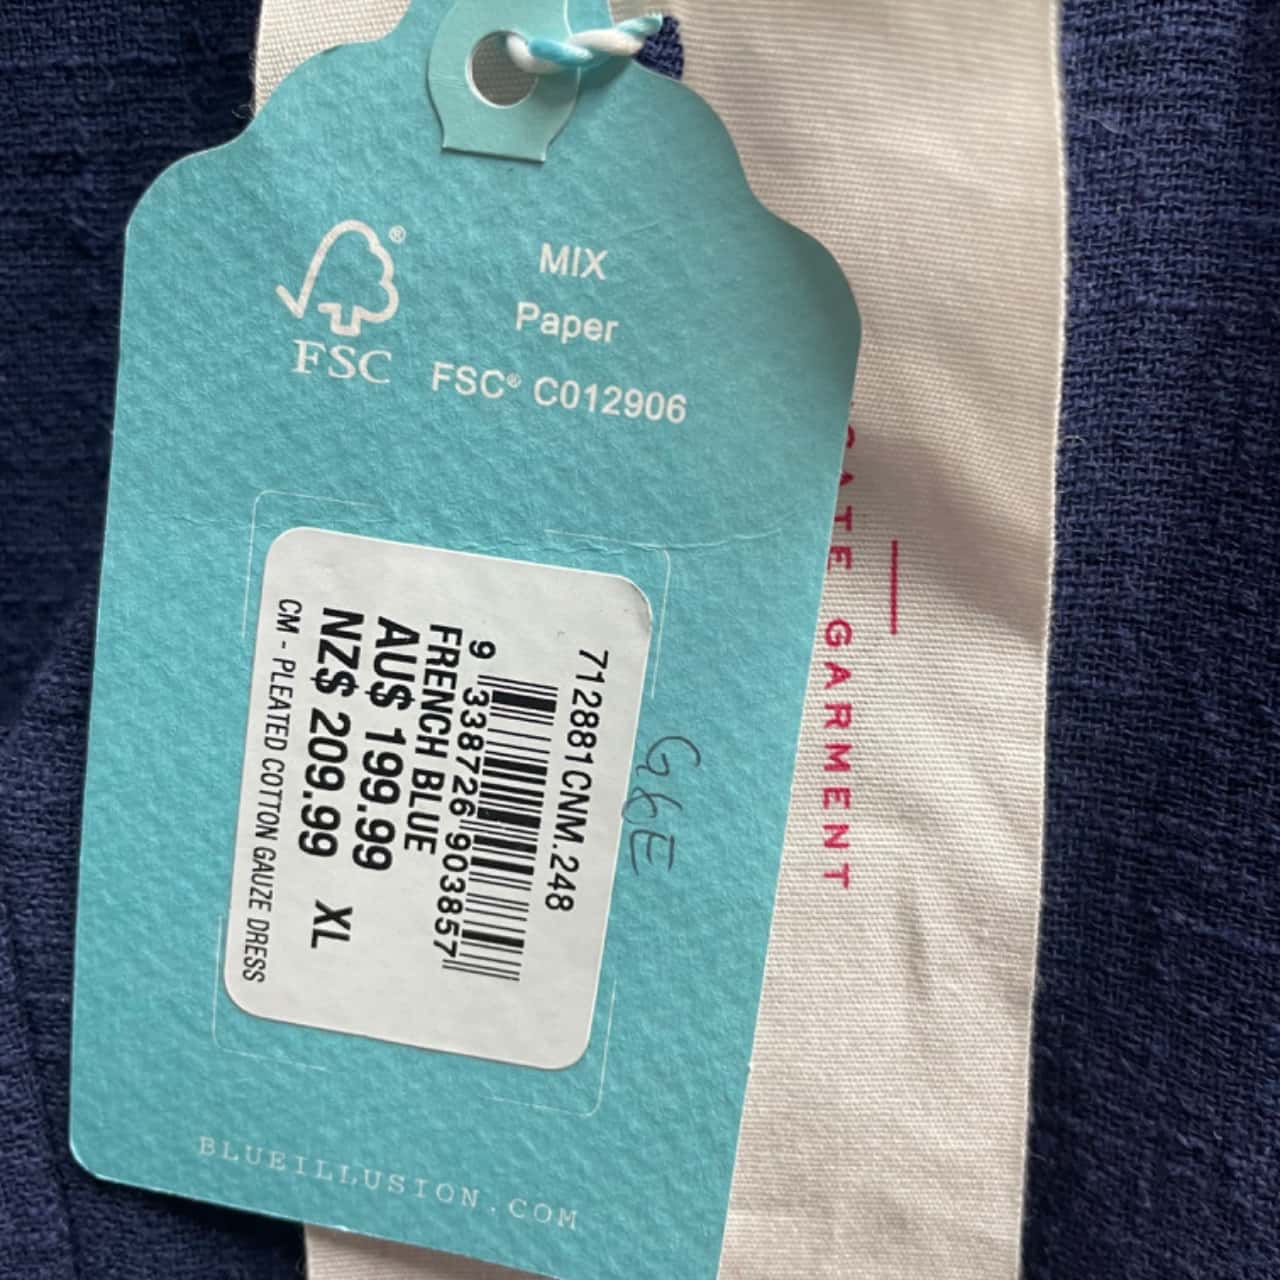 MIX
Paper
FSC® C012906
®
FSC
712881CNM.248
9 338726 903857
FRENCH BLUE
AU$ 199.99
NZ$ 209.99 XL
CM - PLEATED COTTON GAUZE DRESS
G&E
BLUEILLUSION.COM
GARMENT